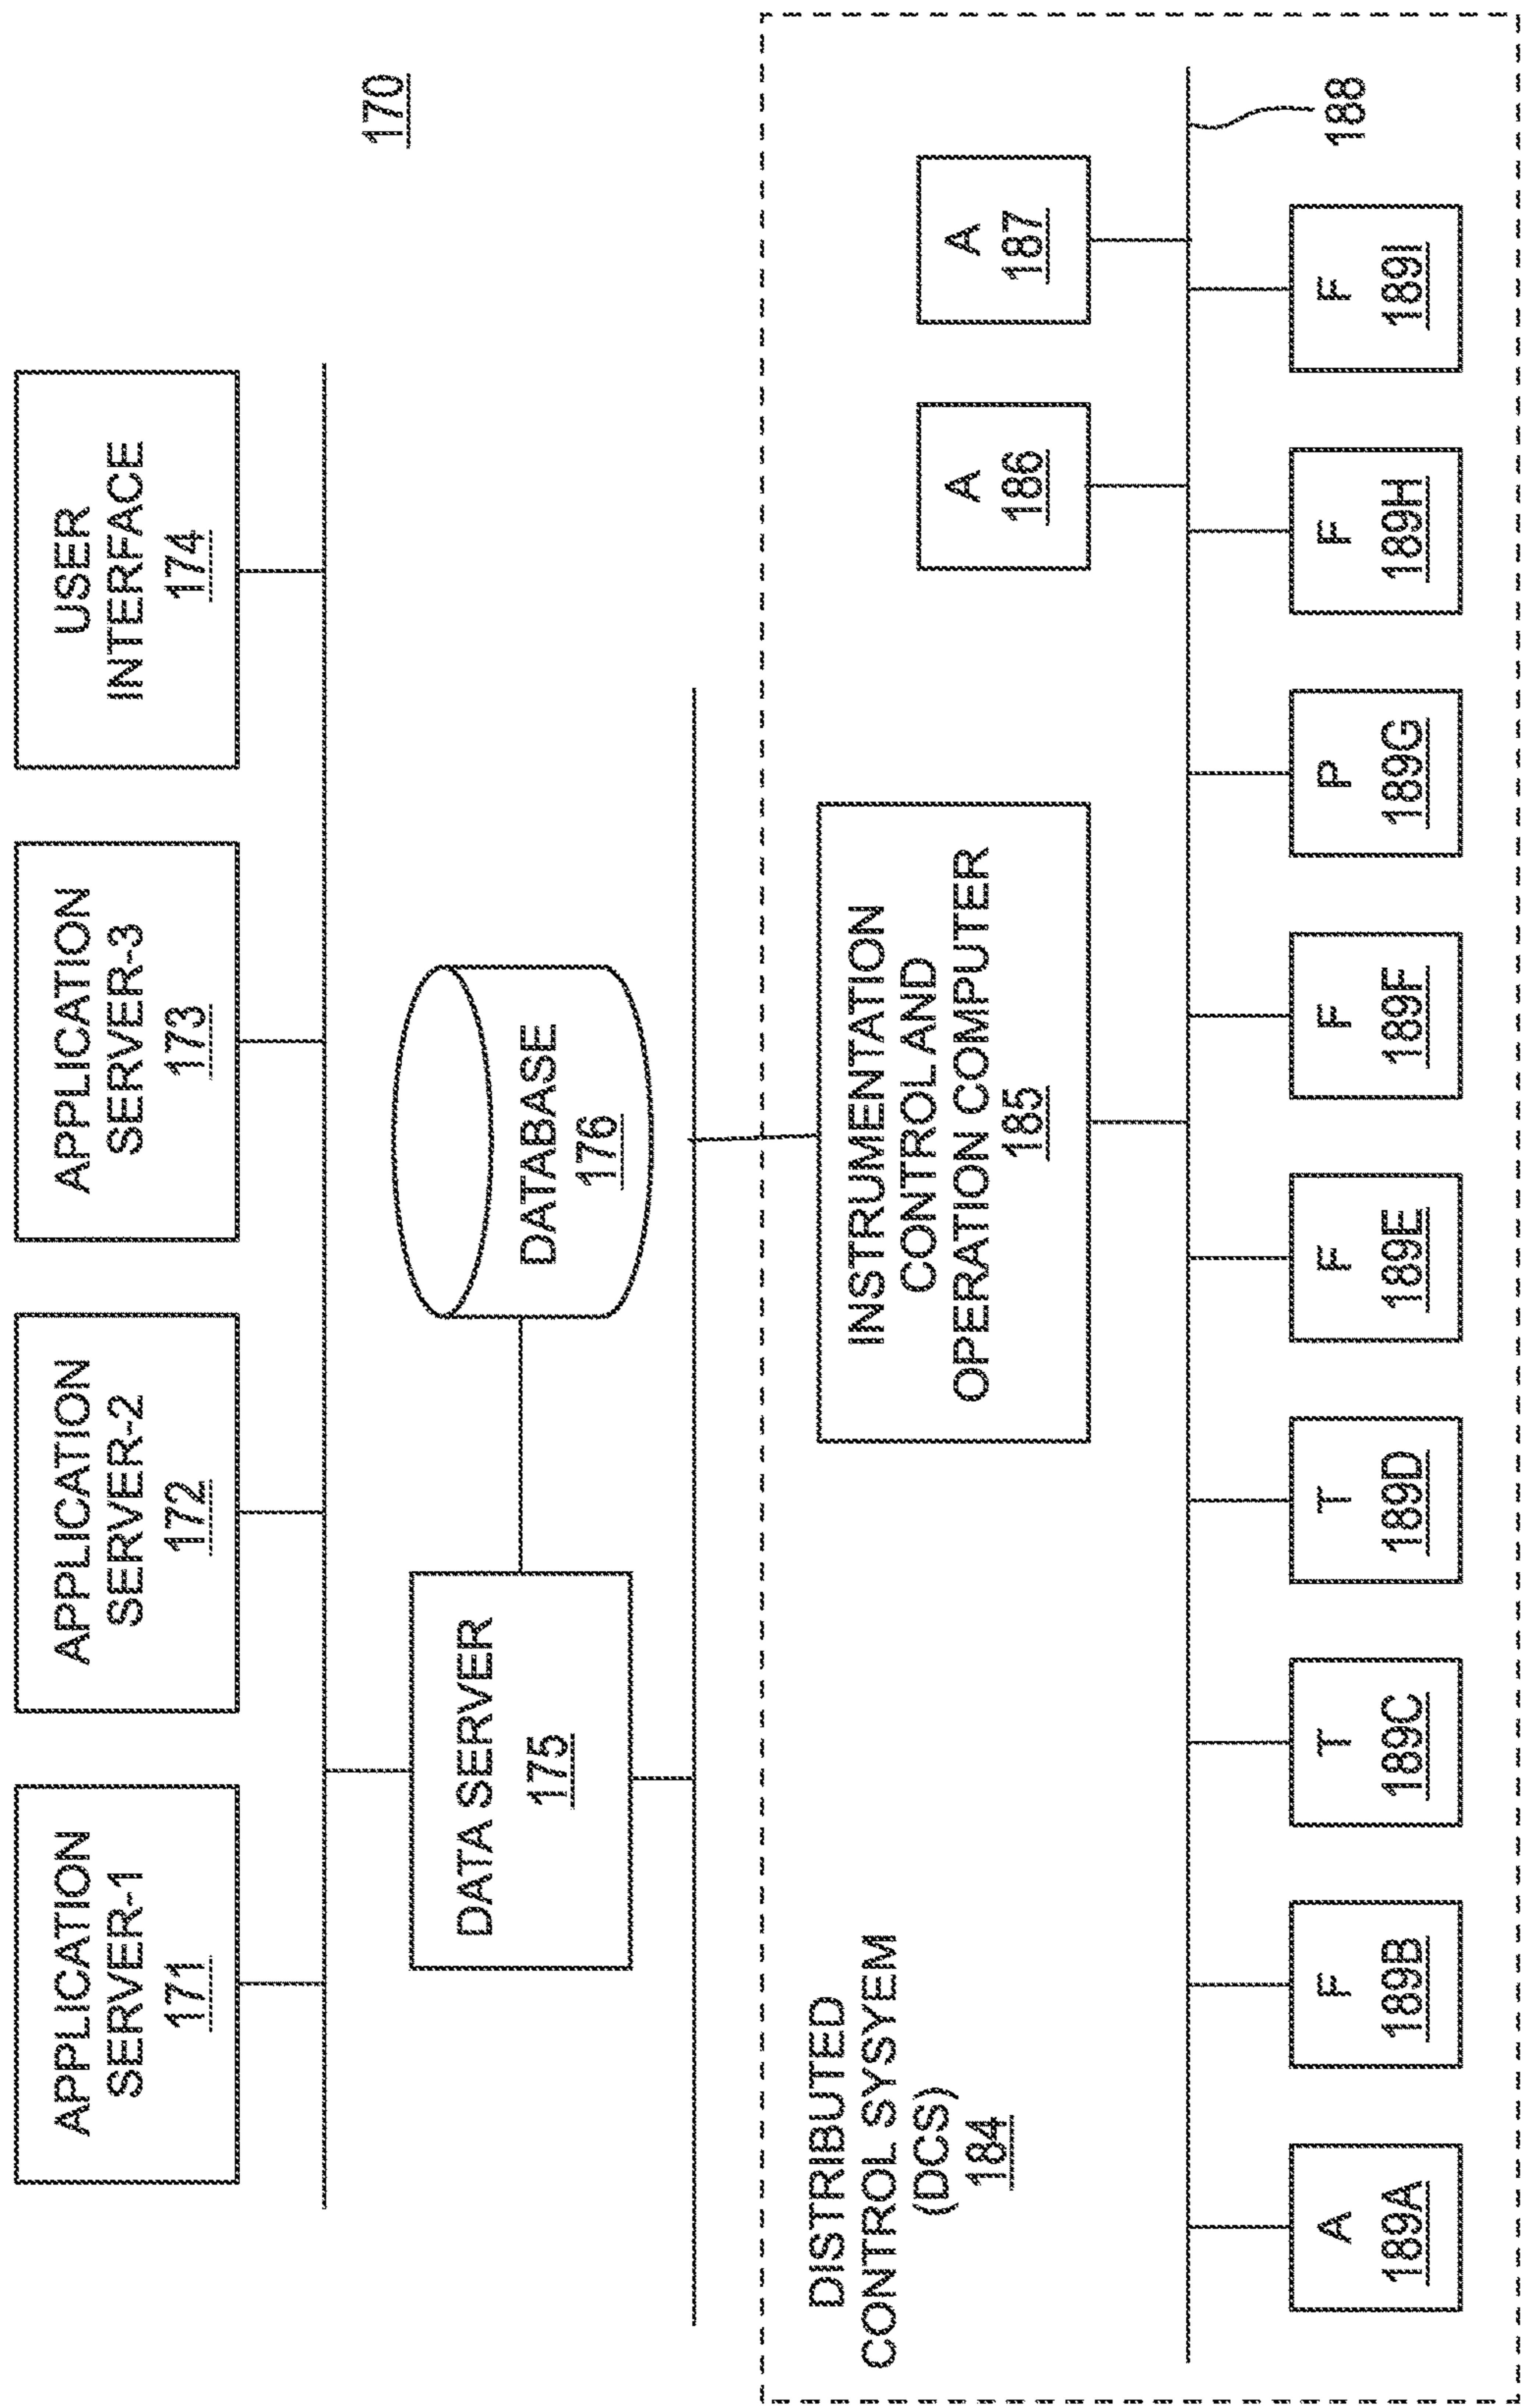 170
APPLICATION
SERVER-1
171
APPLICATION
SERVER-2
172
APPLICATION
SERVER-3
173
USER
INTERFACE
174
DATA SERVER
175
DATABASE
176
DISTRIBUTED
CONTROL SYSYEM
(DCS)
184
INSTRUMENTATION
CONTROL AND
OPERATION COMPUTER
185
A
186
A
187
188
A
189A
F
189B
T
189C
T
189D
F
189E
F
189F
P
189G
F
189H
F
189I